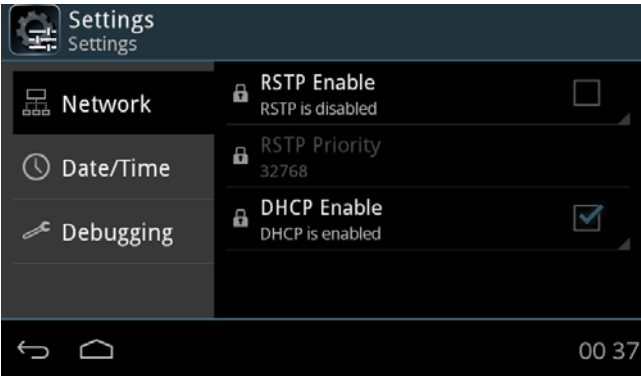 Settings
Settings
Network
Date/Time
Debugging
RSTP Enable
RSTP is disabled
RSTP Priority
32768
DHCP Enable
DHCP is enabled
00 37